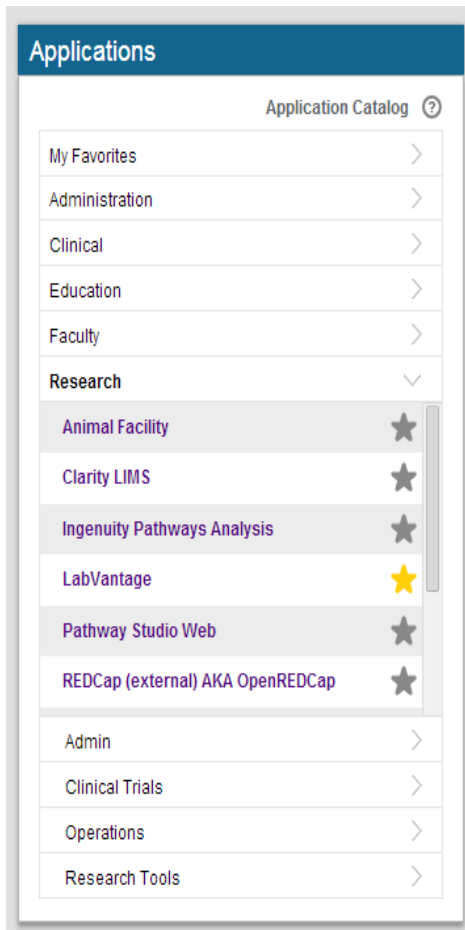 Applications
Application Catalog ?
My Favorites
Administration
Clinical
Education
Faculty
Research
Animal Facility
Clarity LIMS
Ingenuity Pathways Analysis
LabVantage
Pathway Studio Web
REDCap (external) AKA OpenREDCap
Admin
Clinical Trials
Operations
Research Tools